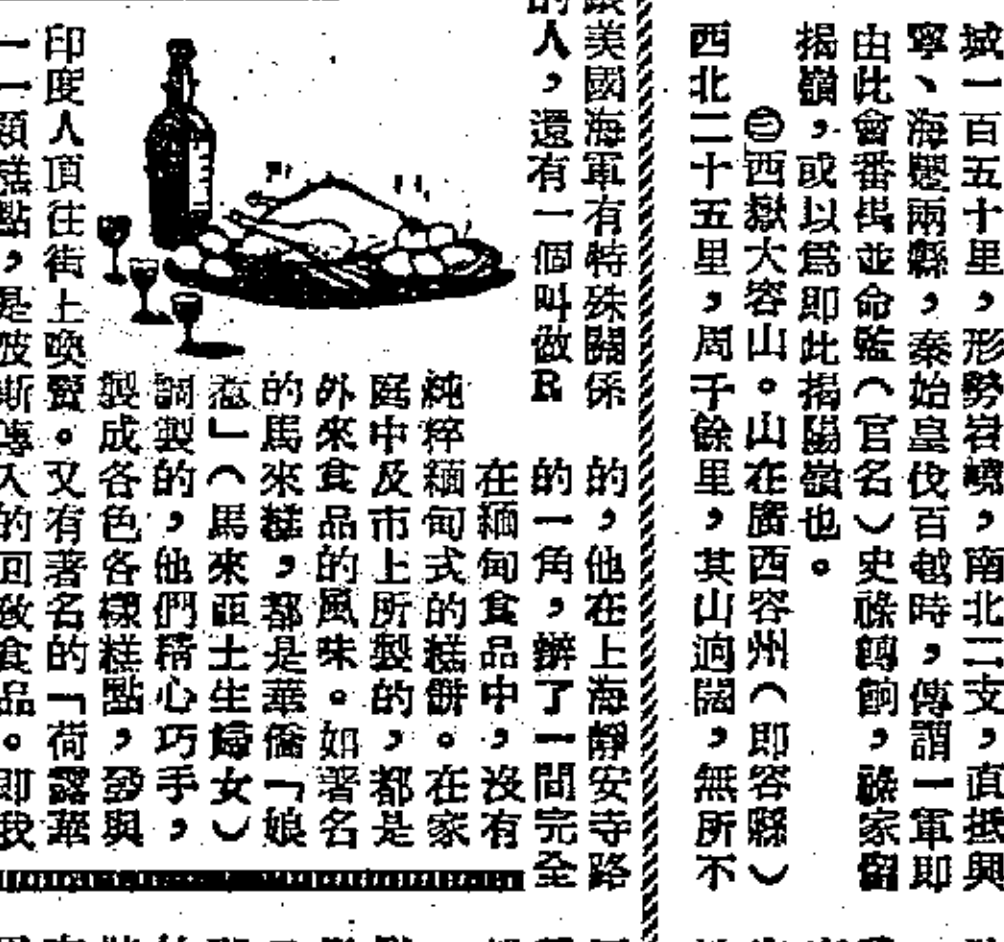 域一百五十里，形勢岧嶢，南北二支，直抵興
寧、海豐兩縣，秦始皇伐百越時，傳謂一軍即
由此會番禺並命監（官名）史祿轉餉，祿家留
揭嶺，或以爲即此揭陽嶺也。
㊂西嶽大容山。山在廣西容州（即容縣）
西北二十五里，周千餘里，其山迥闊，無所不
美國海軍有特殊關係
的人，還有一個叫做R
的，他在上海靜安寺路
的一角，辦了一間完全
在緬甸食品中，沒有
純粹緬甸式的糕餅。在家
庭中及市上所製的，都是
外來食品的風味。如署名
的馬來糕，都是華僑「娘
惹」（馬來亞土生婦女）
調製的，他們精心巧手，
製成各色各樣糕點，發與
印度人頂往街上喚賣。又有著名的「荷露華
一一類糕點，是波斯傳入的回敎食品。即我